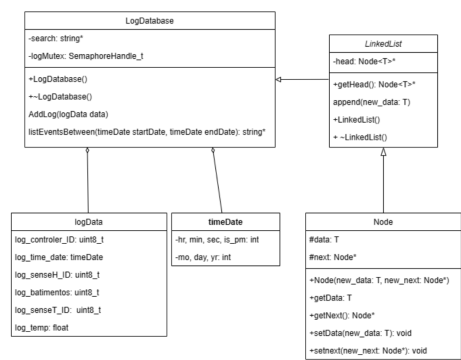 LogDatabase
-search: string*
-logMutex: SemaphoreHandle_t
+LogDatabase()
+~LogDatabase()
AddLog(logData data)
listEventsBetween(timeDate startDate, timeDate endDate): string*
LinkedList
-head: Node<T>*
+getHead(): Node<T>*
append(new_data: T)
+LinkedList()
+ ~LinkedList()
logData
log_controler_ID: uint8_t
log_time_date: timeDate
log_senseH_ID: uint8_t
log_batimentos: uint8_t
log_senseT_ID: uint8_t
log_temp: float
timeDate
-hr, min, sec, is_pm: int
-mo, day, yr: int
Node
#data: T
#next: Node*
+Node(new_data: T, new_next: Node*)
+getData: T
+getNext(): Node*
+setData(new_data: T): void
+setnext(new_next: Node*): void